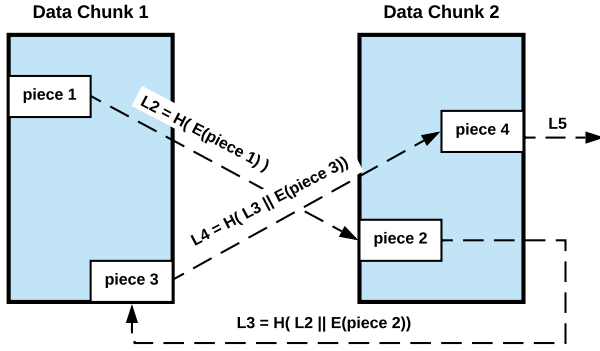 Data Chunk 1
Data Chunk 2
piece 1
L2 = H( E(piece 1) )
piece 4
L5
L4 = H( L3 || E(piece 3))
piece 2
piece 3
L3 = H( L2 || E(piece 2))